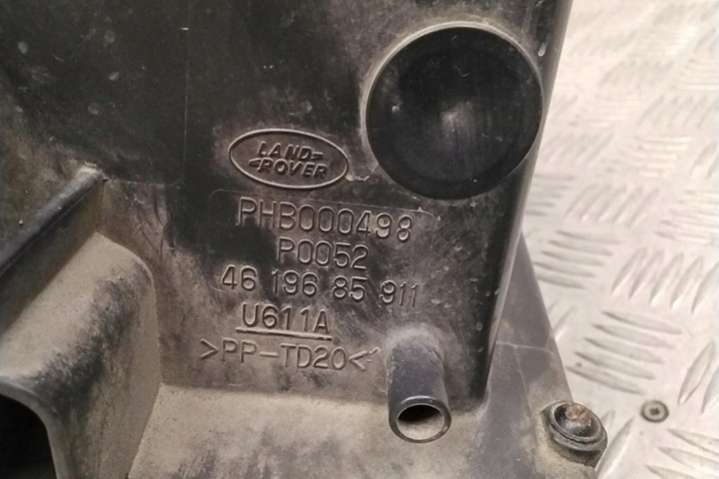 LAND
ROVER
PHB000498
P0052
46 196 85 911
U611A
>PP-TD20<